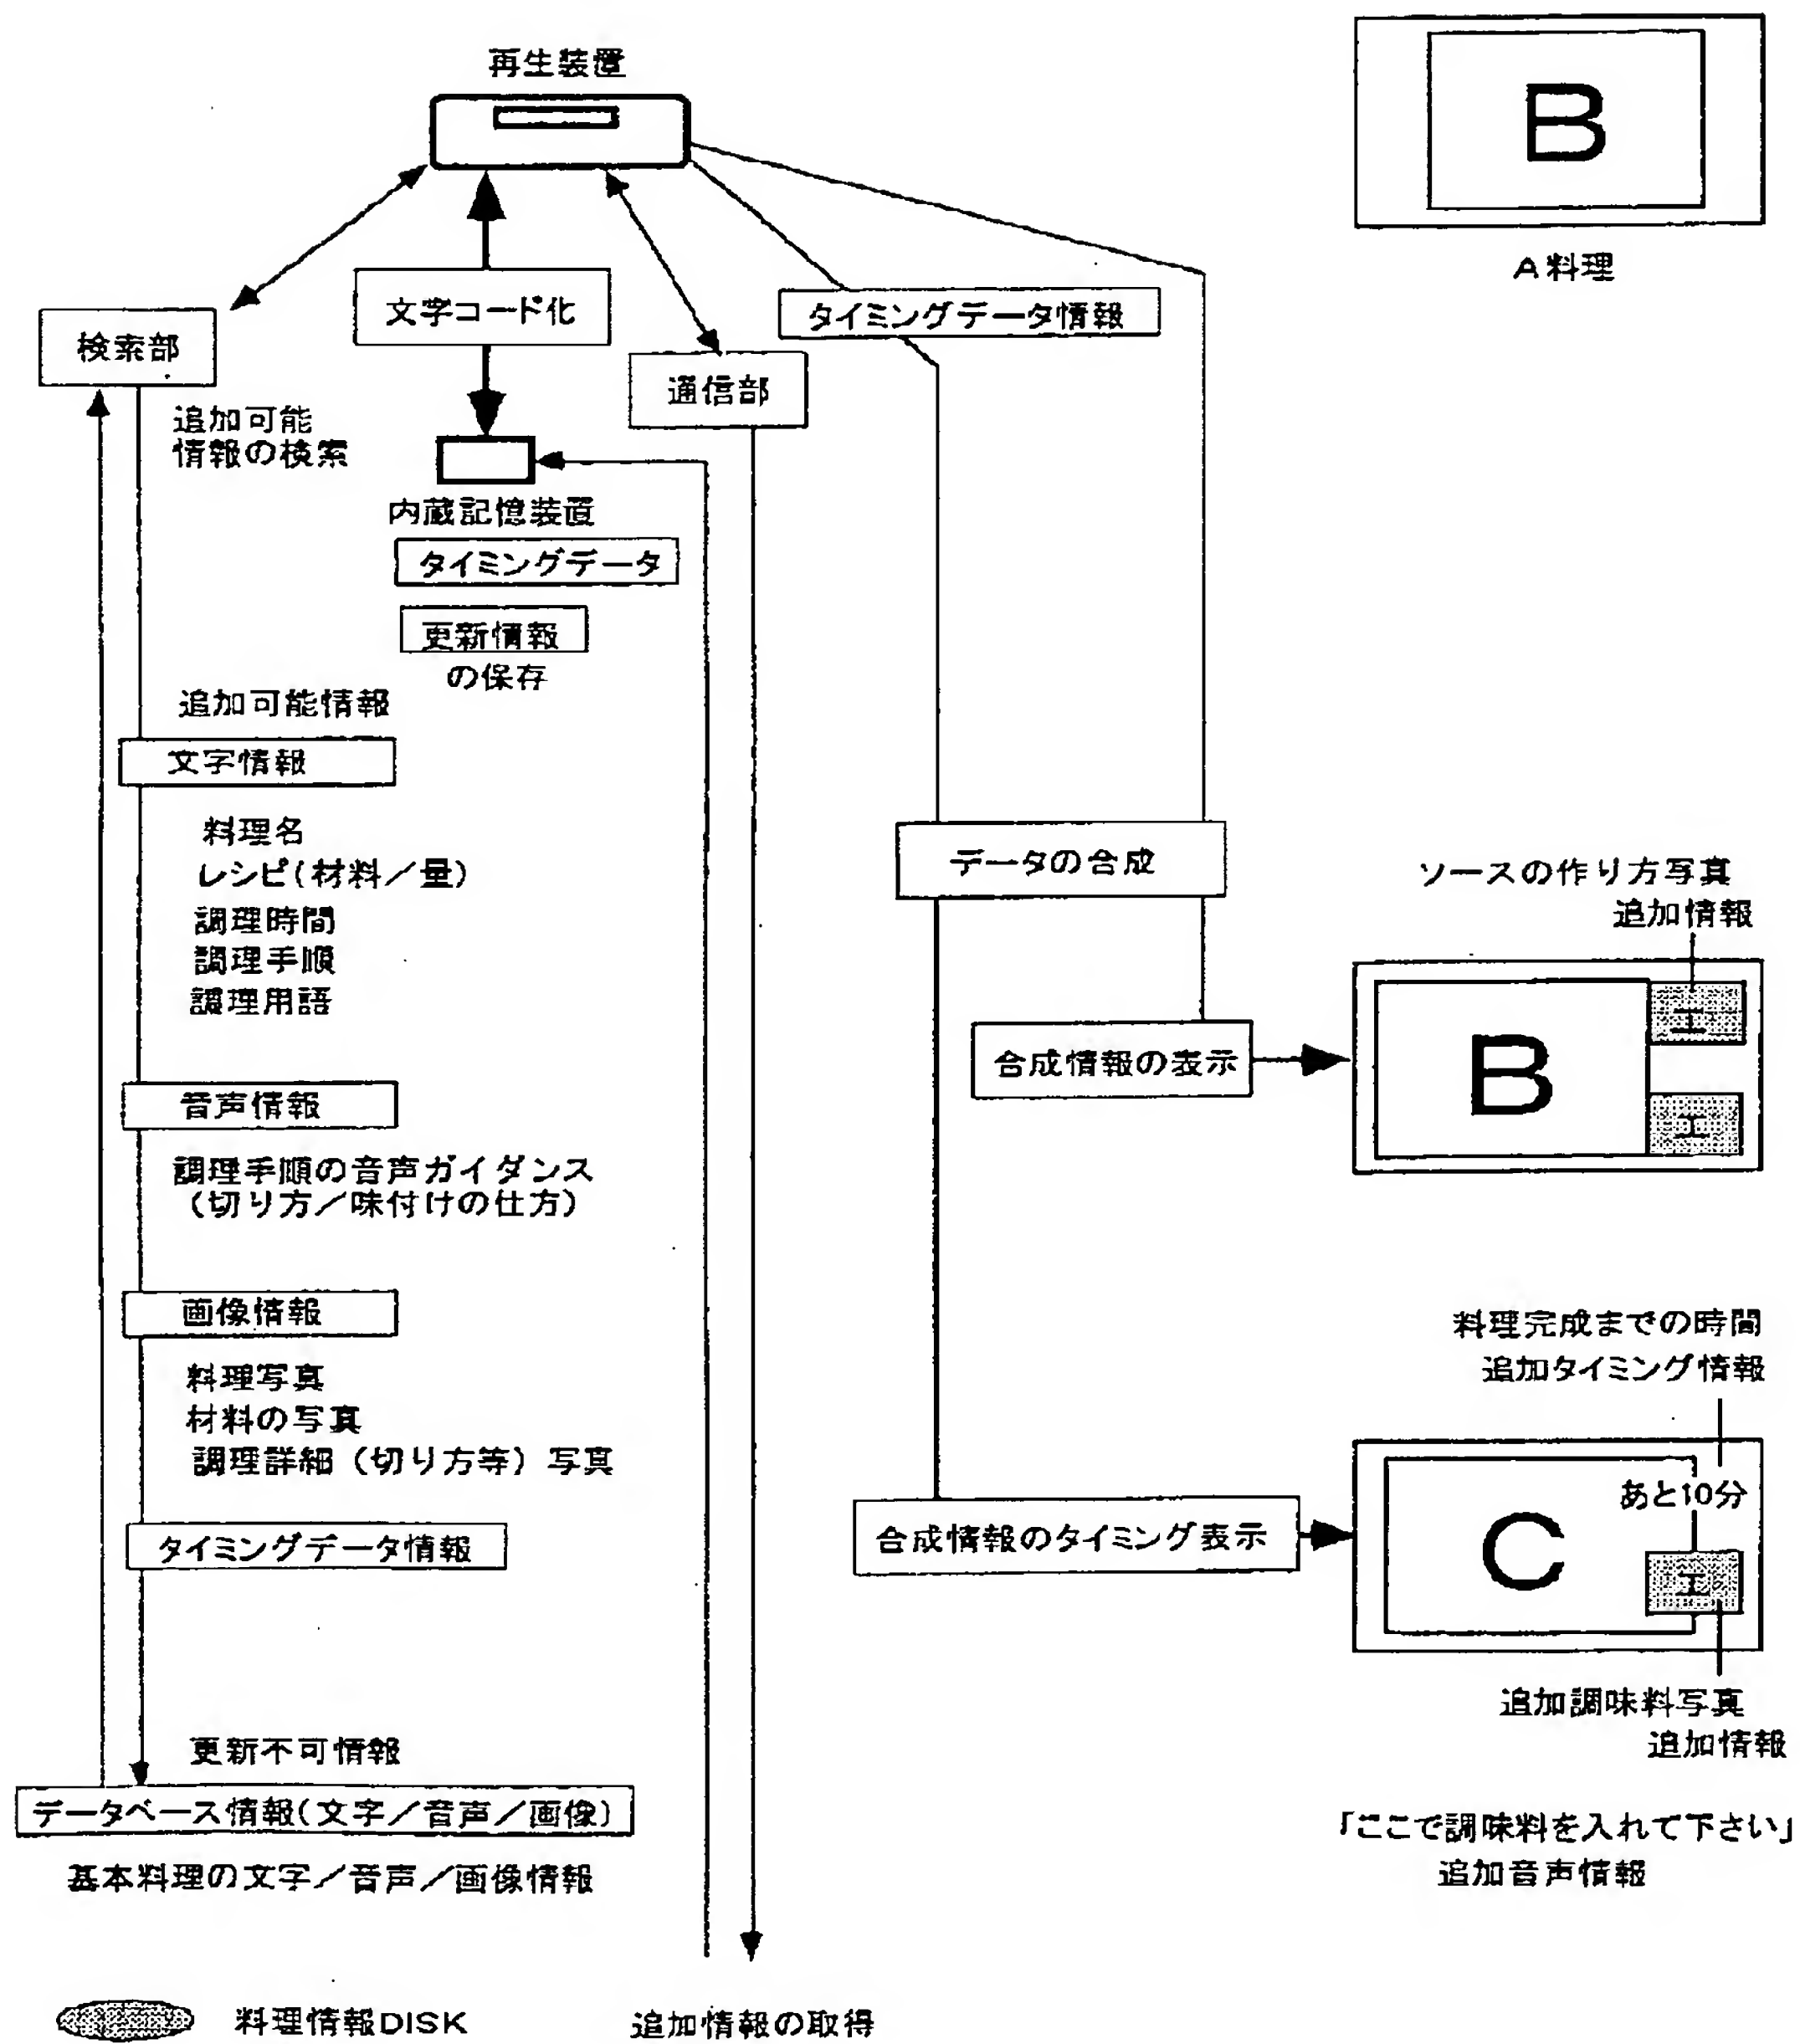 再生装置
B
A料理
検索部
文字コード化
通信部
タイミングデータ情報
追加可能
情報の検索
内蔵記憶装置
タイミングデータ
更新情報
の保存
追加可能情報
文字情報
料理名
レシピ(材料／量)
調理時間
調理手順
調理用語
音声情報
調理手順の音声ガイダンス
（切り方／味付けの仕方）
画像情報
料理写真
材料の写真
調理詳細（切り方等）写真
タイミングデータ情報
更新不可情報
データベース情報(文字／音声／画像)
基本料理の文字／音声／画像情報
料理情報DISK
追加情報の取得
データの合成
合成情報の表示
合成情報のタイミング表示
ソースの作り方写真
追加情報
B
エ
エ
料理完成までの時間
追加タイミング情報
あと10分
C
エ
追加調味料写真
追加情報
「ここで調味料を入れて下さい」
追加音声情報